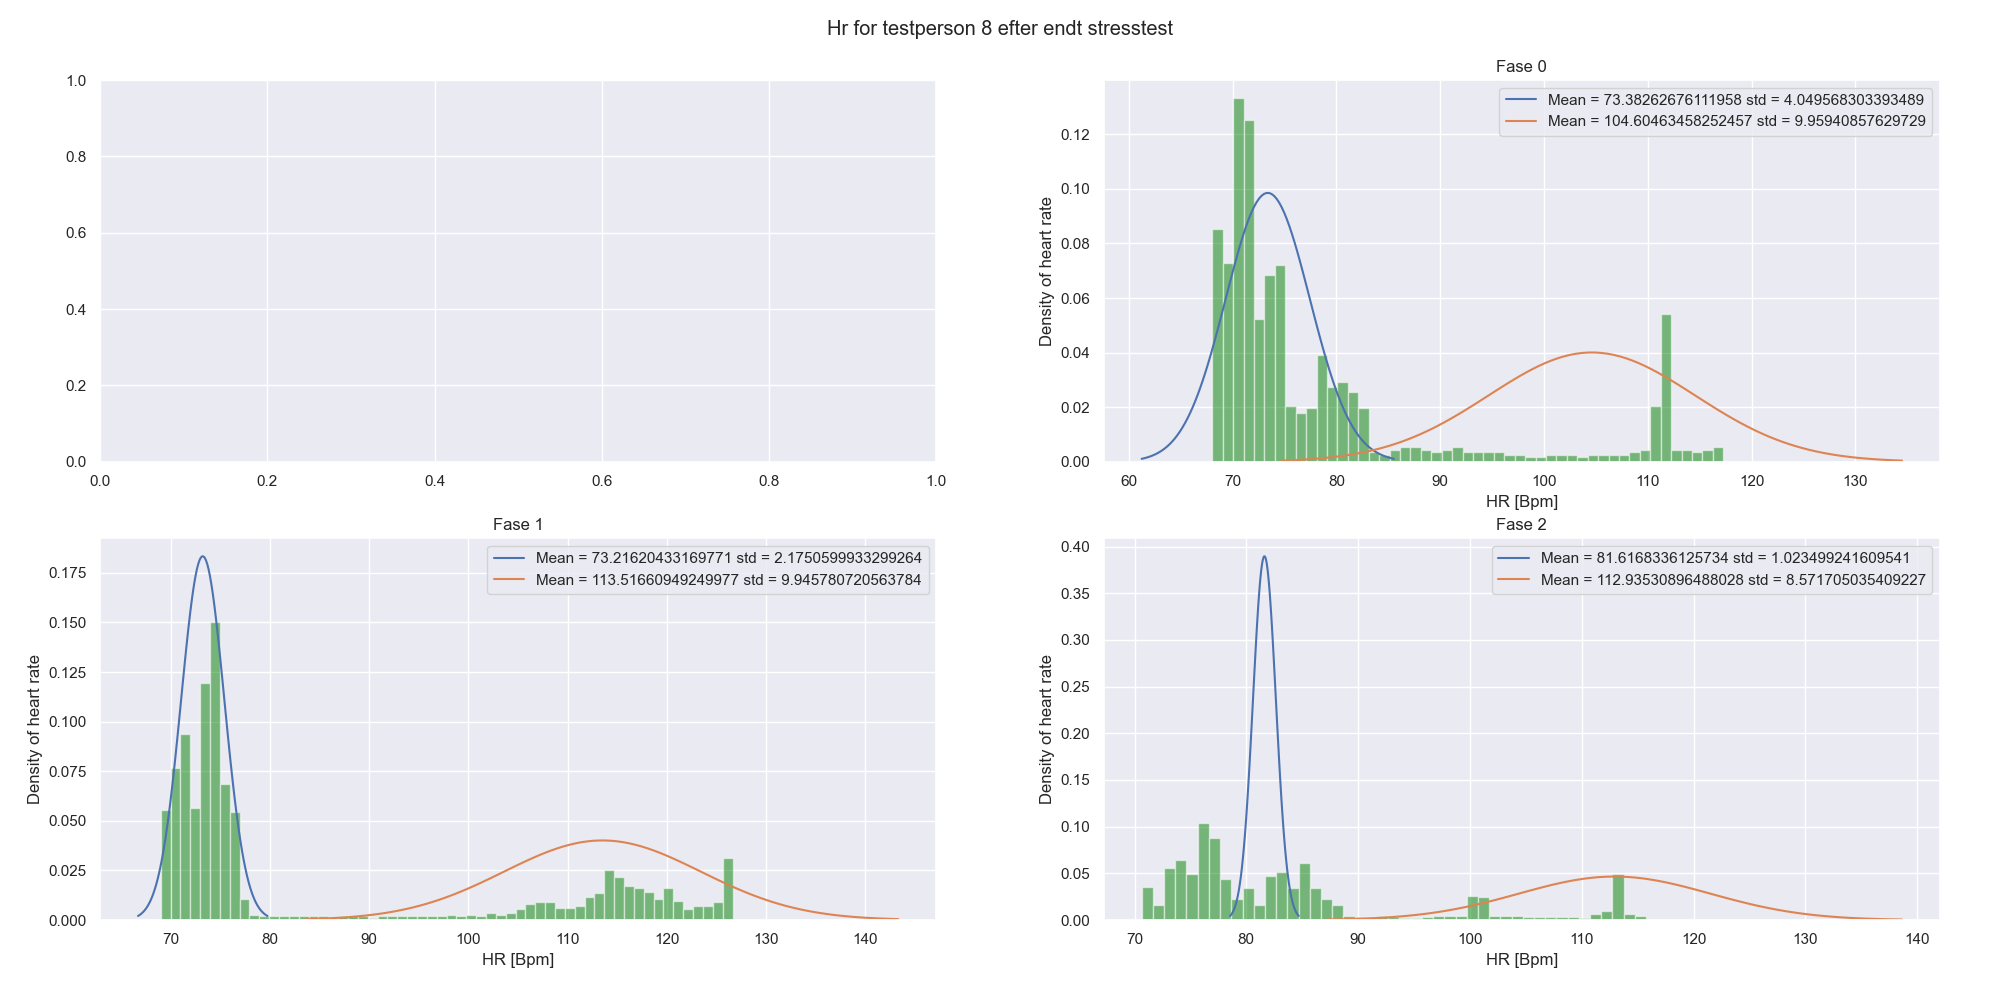 Hr for testperson 8 efter endt stresstest
1.0
0.8
0.6
0.4
0.2
0.0
0.0 0.2 0.4 0.6 0.8 1.0
Fase 0
Mean = 73.38262676111958 std = 4.049568303393489
Mean = 104.60463458252457 std = 9.95940857629729
Density of heart rate
0.12
0.10
0.08
0.06
0.04
0.02
0.00
60 70 80 90 100 110 120 130
HR [Bpm]
Fase 1
Mean = 73.21620433169771 std = 2.1750599933299264
Mean = 113.51660949249977 std = 9.945780720563784
Density of heart rate
0.175
0.150
0.125
0.100
0.075
0.050
0.025
0.000
70 80 90 100 110 120 130 140
HR [Bpm]
Fase 2
Mean = 81.6168336125734 std = 1.023499241609541
Mean = 112.93530896488028 std = 8.571705035409227
Density of heart rate
0.40
0.35
0.30
0.25
0.20
0.15
0.10
0.05
0.00
70 80 90 100 110 120 130 140
HR [Bpm]